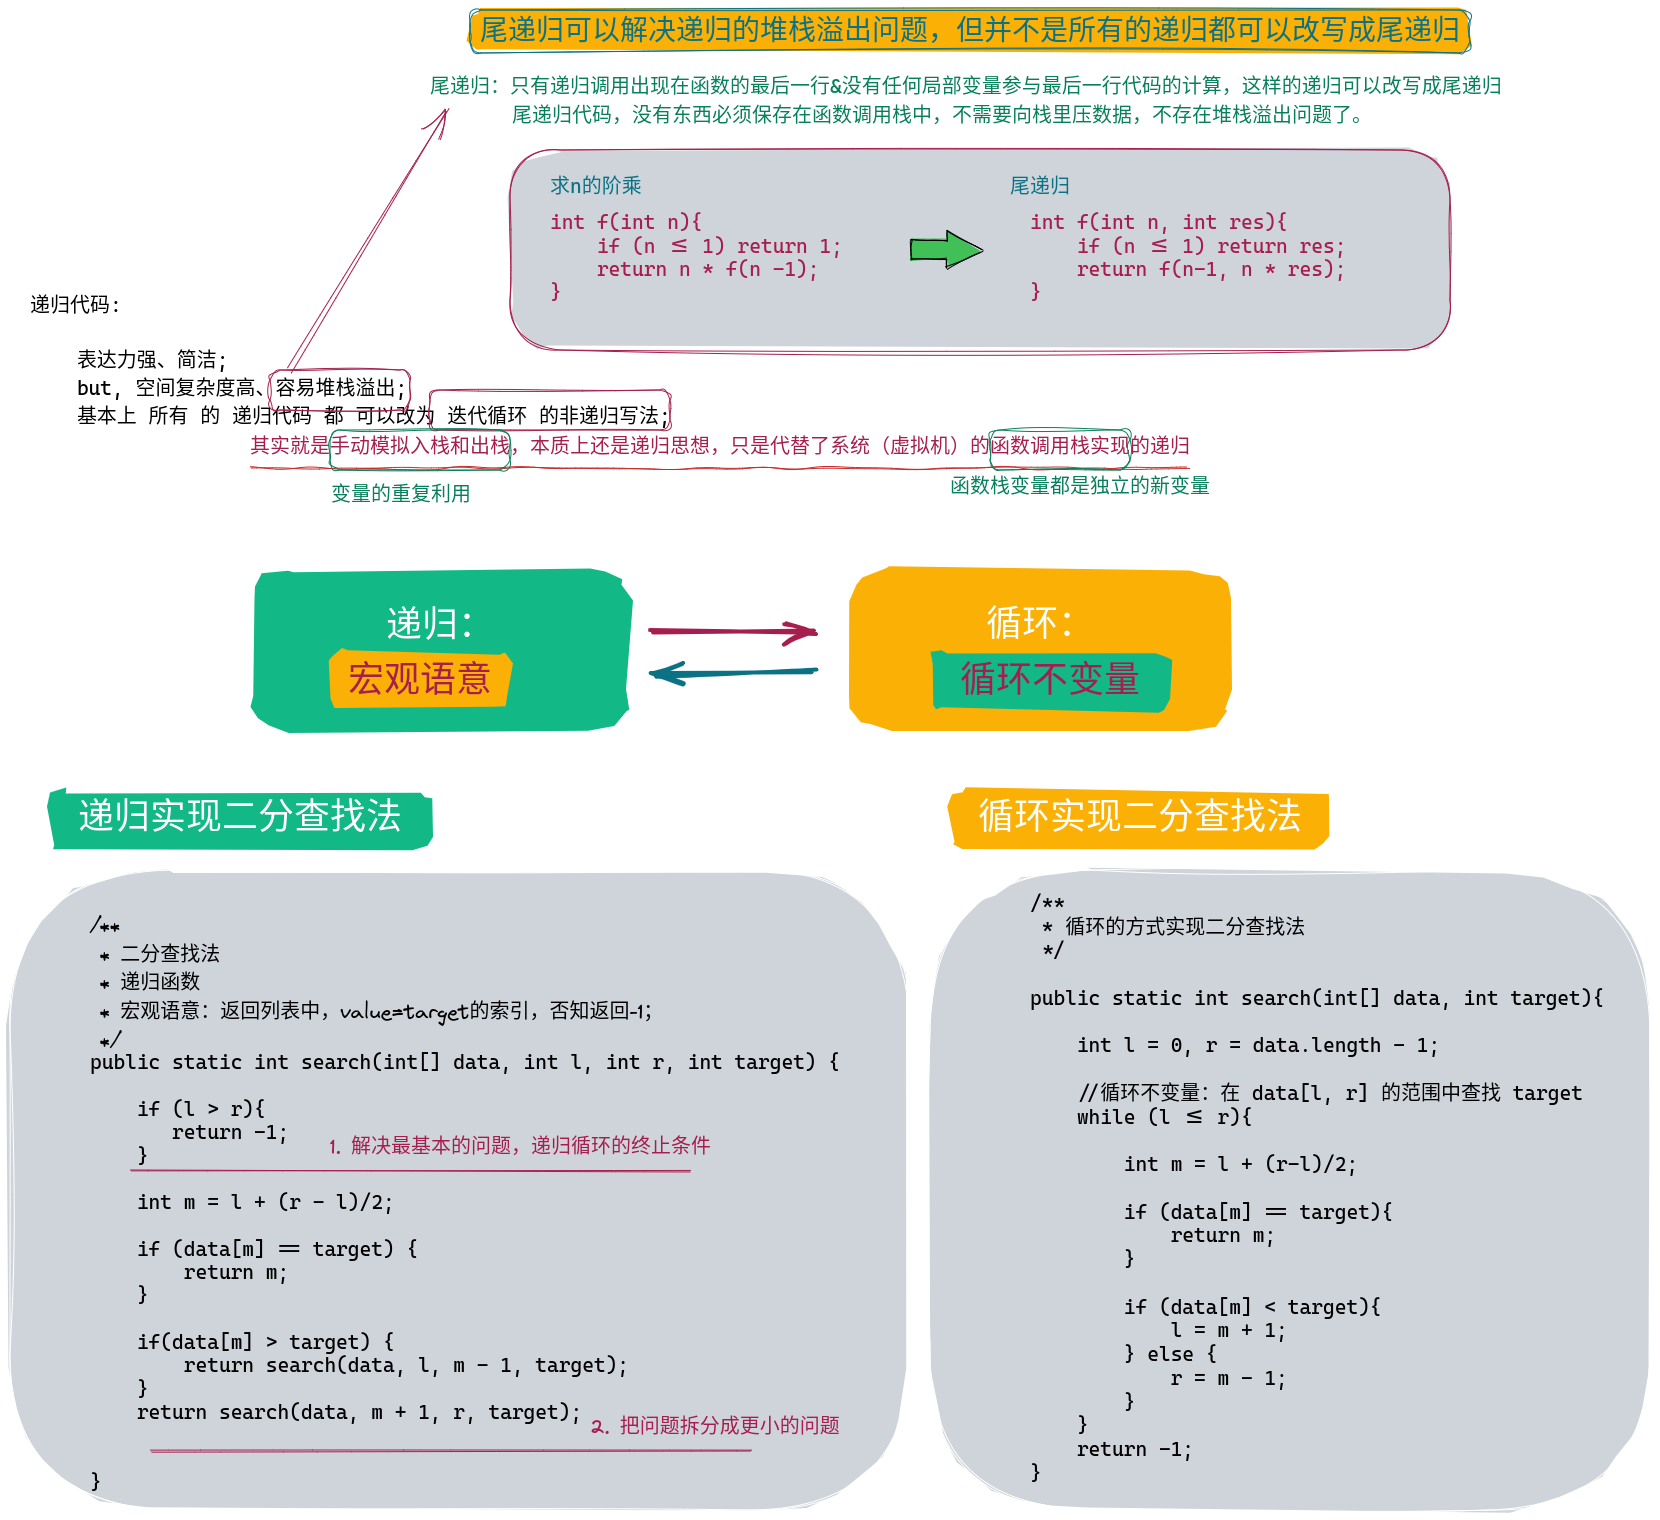 尾递归可以解决递归的堆栈溢出问题，但并不是所有的递归都可以改写成尾递归
尾递归：只有递归调用出现在函数的最后一行&没有任何局部变量参与最后一行代码的计算，这样的递归可以改写成尾递归
尾递归代码，没有东西必须保存在函数调用栈中，不需要向栈里压数据，不存在堆栈溢出问题了。
求n的阶乘
int f(int n){
if (n ≤ 1) return 1;
return n * f(n -1);
}
尾递归
int f(int n, int res){
if (n ≤ 1) return res;
return f(n-1, n * res);
}
递归代码:
表达力强、简洁;
but, 空间复杂度高、容易堆栈溢出;
基本上 所有 的 递归代码 都 可以改为 迭代循环 的非递归写法;
其实就是手动模拟入栈和出栈，本质上还是递归思想，只是代替了系统（虚拟机）的函数调用栈实现的递归
变量的重复利用
函数栈变量都是独立的新变量
递归：
宏观语意
循环：
循环不变量
递归实现二分查找法
/**
* 二分查找法
* 递归函数
* 宏观语意：返回列表中，value=target的索引，否知返回-1;
*/
public static int search(int[] data, int l, int r, int target) {
if (l > r){
return -1;
}
1. 解决最基本的问题，递归循环的终止条件
int m = l + (r - l)/2;
if (data[m] == target) {
return m;
}
if(data[m] > target) {
return search(data, l, m - 1, target);
}
return search(data, m + 1, r, target);
2. 把问题拆分成更小的问题
}
循环实现二分查找法
/**
* 循环的方式实现二分查找法
*/
public static int search(int[] data, int target){
int l = 0, r = data.length - 1;
//循环不变量：在 data[l, r] 的范围中查找 target
while (l ≤ r){
int m = l + (r-l)/2;
if (data[m] == target){
return m;
}
if (data[m] < target){
l = m + 1;
} else {
r = m - 1;
}
}
return -1;
}